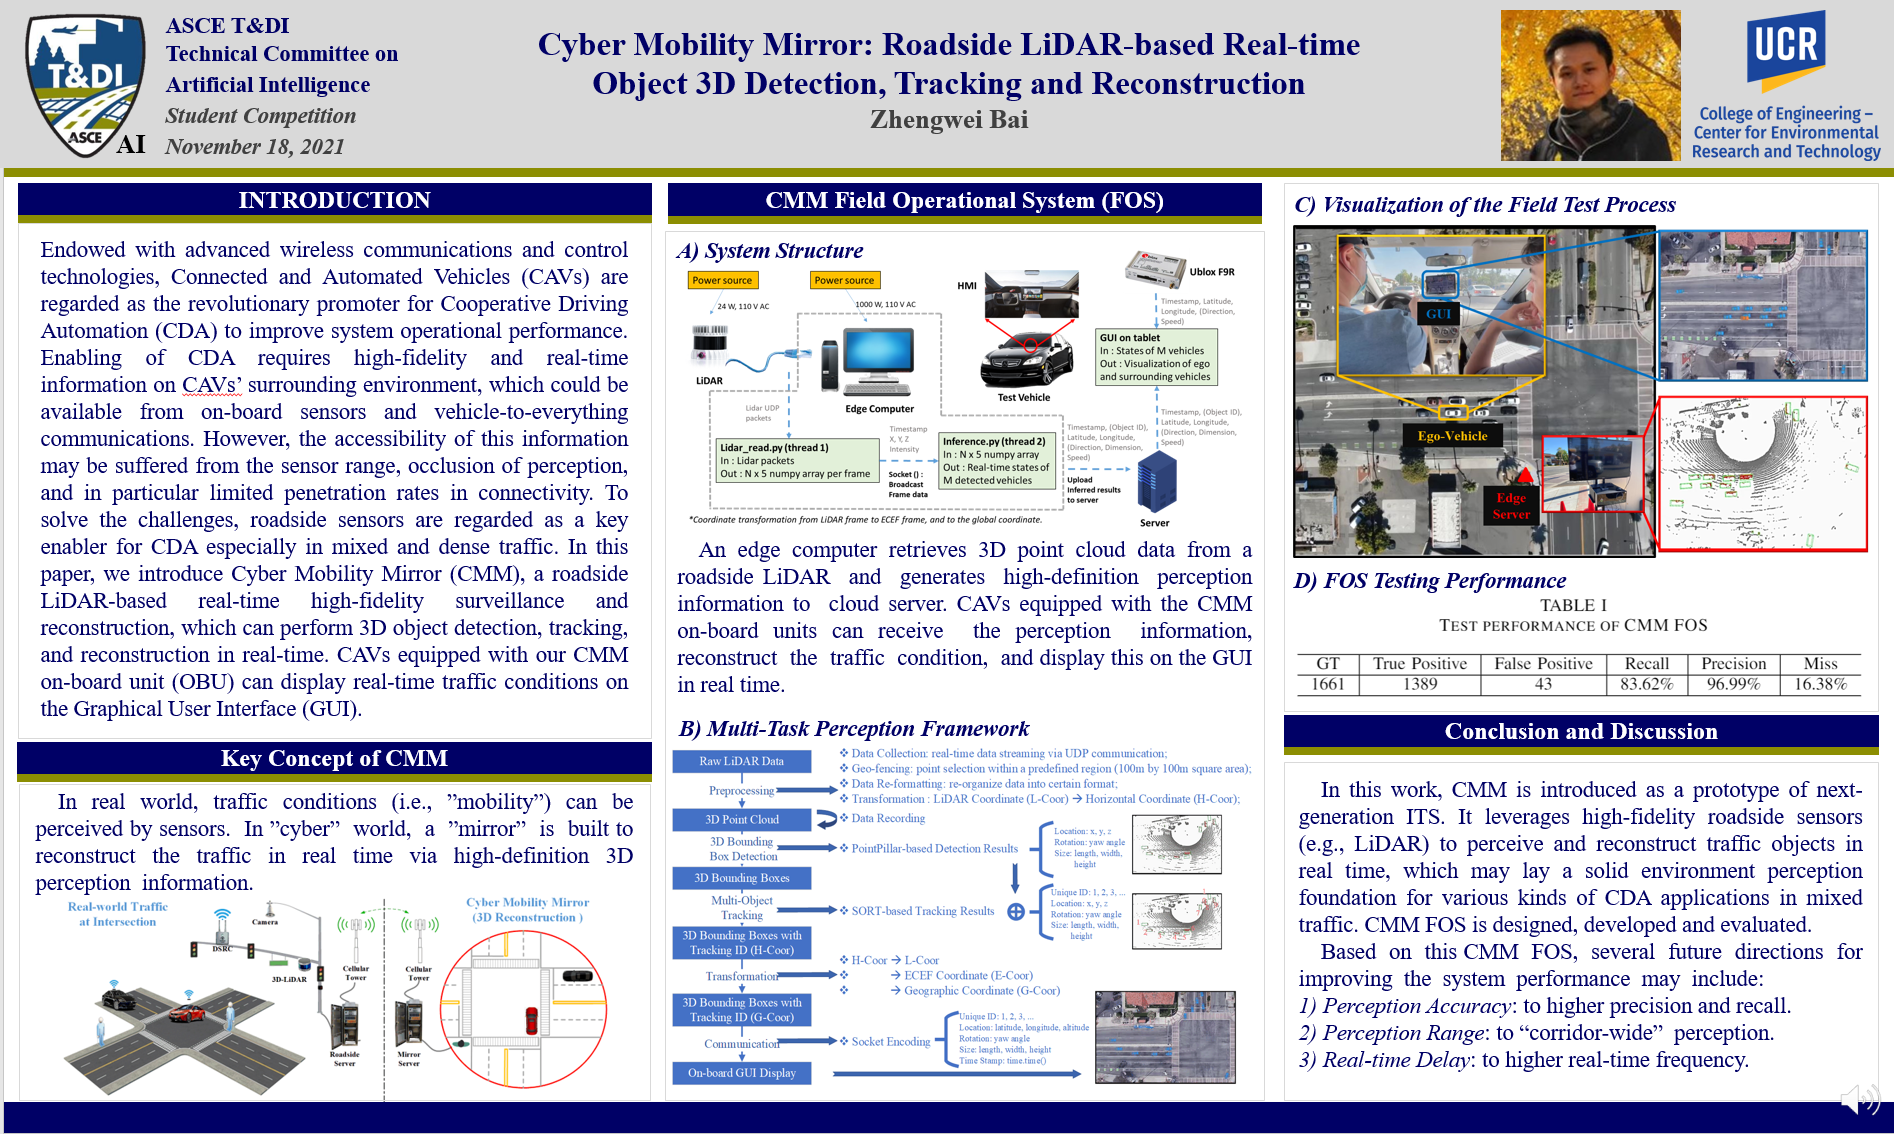 T&DI
ASCE
AI
ASCE T&DI
Technical Committee on
Artificial Intelligence
Student Competition
November 18, 2021
Cyber Mobility Mirror: Roadside LiDAR-based Real-time
Object 3D Detection, Tracking and Reconstruction
Zhengwei Bai
UCR
College of Engineering –
Center for Environmental
Research and Technology
INTRODUCTION
Endowed with advanced wireless communications and control
technologies, Connected and Automated Vehicles (CAVs) are
regarded as the revolutionary promoter for Cooperative Driving
Automation (CDA) to improve system operational performance.
Enabling of CDA requires high-fidelity and real-time
information on CAVs’ surrounding environment, which could be
available from on-board sensors and vehicle-to-everything
communications. However, the accessibility of this information
may be suffered from the sensor range, occlusion of perception,
and in particular limited penetration rates in connectivity. To
solve the challenges, roadside sensors are regarded as a key
enabler for CDA especially in mixed and dense traffic. In this
paper, we introduce Cyber Mobility Mirror (CMM), a roadside
LiDAR-based real-time high-fidelity surveillance and
reconstruction, which can perform 3D object detection, tracking,
and reconstruction in real-time. CAVs equipped with our CMM
on-board unit (OBU) can display real-time traffic conditions on
the Graphical User Interface (GUI).
Key Concept of CMM
In real world, traffic conditions (i.e., ”mobility”) can be
perceived by sensors. In ”cyber” world, a ”mirror” is built to
reconstruct the traffic in real time via high-definition 3D
perception information.
Real-world Traffic
at Intersection
Camera
DSRC
3D-LiDAR
Cellular
Tower
Roadside
Server
Cellular
Tower
Mirror
Server
Cyber Mobility Mirror
(3D Reconstruction )
CMM Field Operational System (FOS)
A) System Structure
Power source
24 W, 110 V AC
LiDAR
Power source
1000 W, 110 V AC
Edge Computer
HMI
Test Vehicle
Ublox F9R
Timestamp, Latitude,
Longitude, (Direction,
Speed)
GUI on tablet
In : States of M vehicles
Out : Visualization of ego
and surrounding vehicles
Lidar UDP
packets
Lidar_read.py (thread 1)
In : Lidar packets
Out : N x 5 numpy array per frame
Timestamp
X, Y, Z
Intensity
Socket () :
Broadcast
Frame data
Inference.py (thread 2)
In : N x 5 numpy array
Out : Real-time states of
M detected vehicles
Timestamp, (Object ID),
Latitude, Longitude,
(Direction, Dimension,
Speed)
Upload
Inferred results
to server
Timestamp, (Object ID),
Latitude, Longitude,
(Direction, Dimension,
Speed)
Server
*Coordinate transformation from LiDAR frame to ECEF frame, and to the global coordinate.
An edge computer retrieves 3D point cloud data from a
roadside LiDAR and generates high-definition perception
information to cloud server. CAVs equipped with the CMM
on-board units can receive the perception information,
reconstruct the traffic condition, and display this on the GUI
in real time.
B) Multi-Task Perception Framework
Raw LiDAR Data
Preprocessing
3D Point Cloud
3D Bounding
Box Detection
3D Bounding Boxes
Multi-Object
Tracking
3D Bounding Boxes with
Tracking ID (H-Coor)
Transformation
3D Bounding Boxes with
Tracking ID (G-Coor)
Communication
On-board GUI Display
❖ Data Collection: real-time data streaming via UDP communication;
❖ Geo-fencing: point selection within a predefined region (100m by 100m square area);
❖ Data Re-formatting: re-organize data into certain format;
❖ Transformation : LiDAR Coordinate (L-Coor) → Horizontal Coordinate (H-Coor);
❖ Data Recording
❖ PointPillar-based Detection Results
Location: x, y, z
Rotation: yaw angle
Size: length, width,
height
❖ SORT-based Tracking Results
Unique ID: 1, 2, 3, ...
Location: x, y, z
Rotation: yaw angle
Size: length, width,
height
❖ H-Coor → L-Coor
❖ → ECEF Coordinate (E-Coor)
❖ → Geographic Coordinate (G-Coor)
❖ Socket Encoding
Unique ID: 1, 2, 3, ...
Location: latitude, longitude, altitude
Rotation: yaw angle
Size: length, width, height
Time Stamp: time.time()
C) Visualization of the Field Test Process
GUI
Ego-Vehicle
Edge
Server
D) FOS Testing Performance
TABLE I
TEST PERFORMANCE OF CMM FOS
GT True Positive False Positive Recall Precision Miss
1661 1389 43 83.62% 96.99% 16.38%
Conclusion and Discussion
In this work, CMM is introduced as a prototype of next-
generation ITS. It leverages high-fidelity roadside sensors
(e.g., LiDAR) to perceive and reconstruct traffic objects in
real time, which may lay a solid environment perception
foundation for various kinds of CDA applications in mixed
traffic. CMM FOS is designed, developed and evaluated.
Based on this CMM FOS, several future directions for
improving the system performance may include:
1) Perception Accuracy: to higher precision and recall.
2) Perception Range: to “corridor-wide” perception.
3) Real-time Delay: to higher real-time frequency.